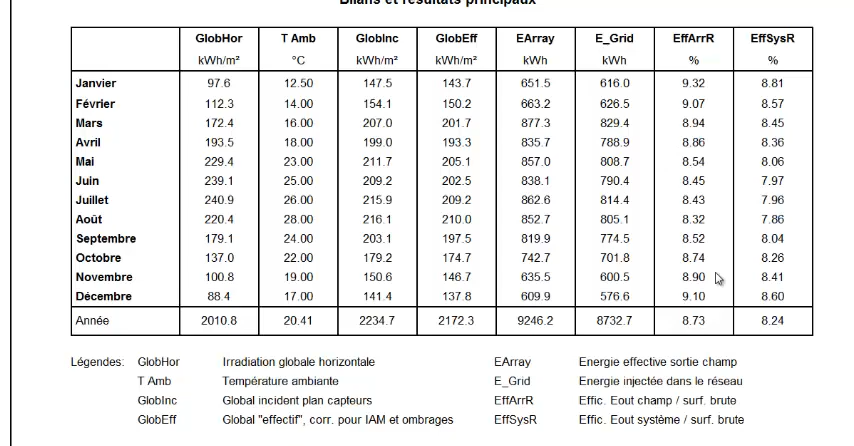 Bilans et résultats principaux
GlobHor T Amb GlobInc GlobEff EArray E_Grid EffArrR EffSysR
kWh/m² °C kWh/m² kWh/m² kWh kWh % %
Janvier 97.6 12.50 147.5 143.7 651.5 616.0 9.32 8.81
Février 112.3 14.00 154.1 150.2 663.2 626.5 9.07 8.57
Mars 172.4 16.00 207.0 201.7 877.3 829.4 8.94 8.45
Avril 193.5 18.00 199.0 193.3 835.7 788.9 8.86 8.36
Mai 229.4 23.00 211.7 205.1 857.0 808.7 8.54 8.06
Juin 239.1 25.00 209.2 202.5 838.1 790.4 8.45 7.97
Juillet 240.9 26.00 215.9 209.2 862.6 814.4 8.43 7.96
Août 220.4 28.00 216.1 210.0 852.7 805.1 8.32 7.86
Septembre 179.1 24.00 203.1 197.5 819.9 774.5 8.52 8.04
Octobre 137.0 22.00 179.2 174.7 742.7 701.8 8.74 8.26
Novembre 100.8 19.00 150.6 146.7 635.5 600.5 8.90 8.41
Décembre 88.4 17.00 141.4 137.8 609.9 576.6 9.10 8.60
Année 2010.8 20.41 2234.7 2172.3 9246.2 8732.7 8.73 8.24
Légendes: GlobHor Irradiation globale horizontale EArray Energie effective sortie champ
T Amb Température ambiante E_Grid Energie injectée dans le réseau
GlobInc Global incident plan capteurs EffArrR Effic. Eout champ / surf. brute
GlobEff Global "effectif", corr. pour IAM et ombrages EffSysR Effic. Eout système / surf. brute